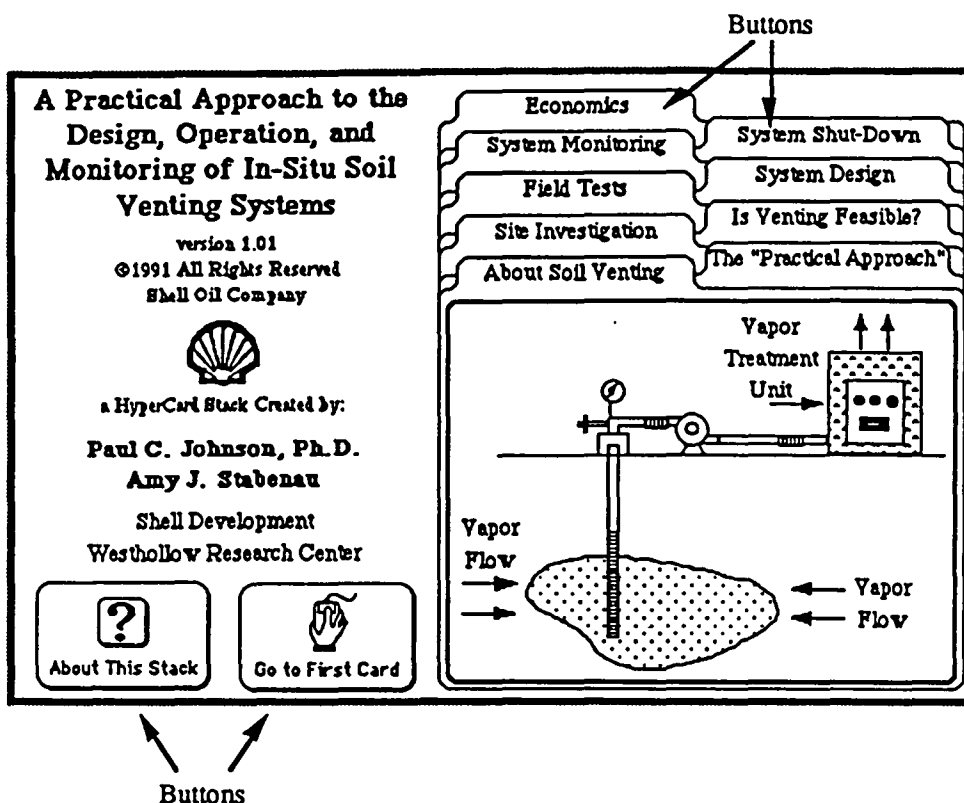 Buttons
A Practical Approach to the
Design, Operation, and
Monitoring of In-Situ Soil
Venting Systems
version 1.01
©1991 All Rights Reserved
Shell Oil Company
a HyperCard Stack Created by:
Paul C. Johnson, Ph.D.
Amy J. Stabenau
Shell Development
Westhollow Research Center
?
About This Stack
Go to First Card
Economics
System Shut-Down
System Monitoring
System Design
Field Tests
Is Venting Feasible?
Site Investigation
The "Practical Approach"
About Soil Venting
Vapor
Treatment
Unit
Vapor
Flow
Vapor
Flow
Buttons